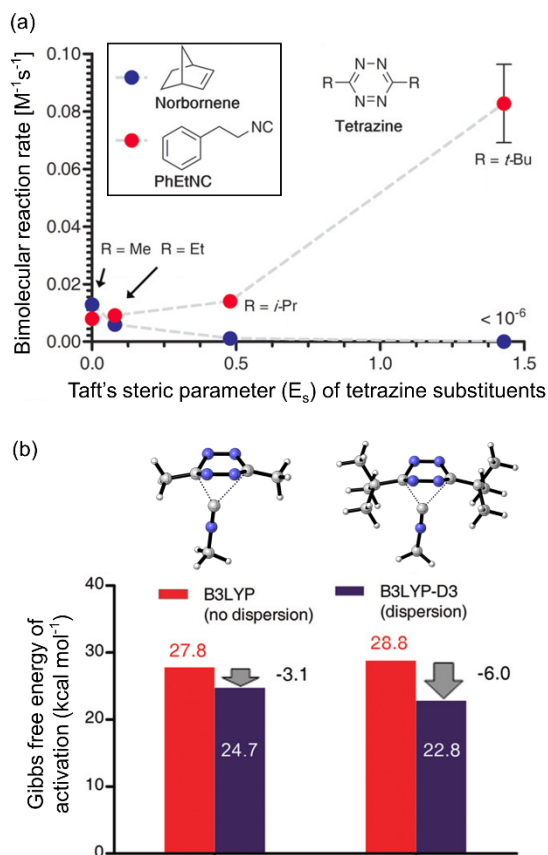 (a)
Bimolecular reaction rate [M⁻¹s⁻¹]
0.10
0.08
0.06
0.04
0.02
0.00
Norbornene
NC
PhEtNC
N N
R
R
N N
Tetrazine
R = t-Bu
R = Me
R = Et
R = i-Pr
< 10⁻⁶
0.0
0.5
1.0
1.5
Taft's steric parameter (Eₛ) of tetrazine substituents
(b)
Gibbs free energy of
activation (kcal mol⁻¹)
40
30
20
10
0
B3LYP
(no dispersion)
B3LYP-D3
(dispersion)
27.8
-3.1
24.7
28.8
-6.0
22.8